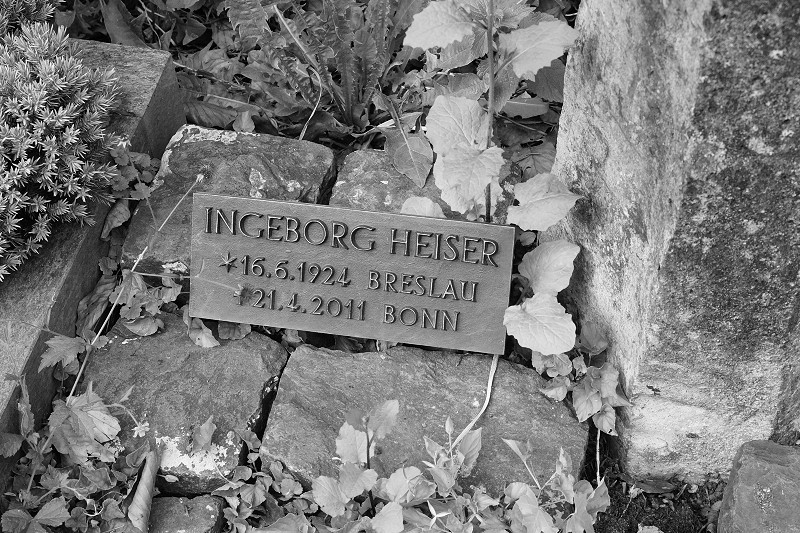 INGEBORG HEISER
*16.6.1924 BRESLAU
†21.4.2011 BONN